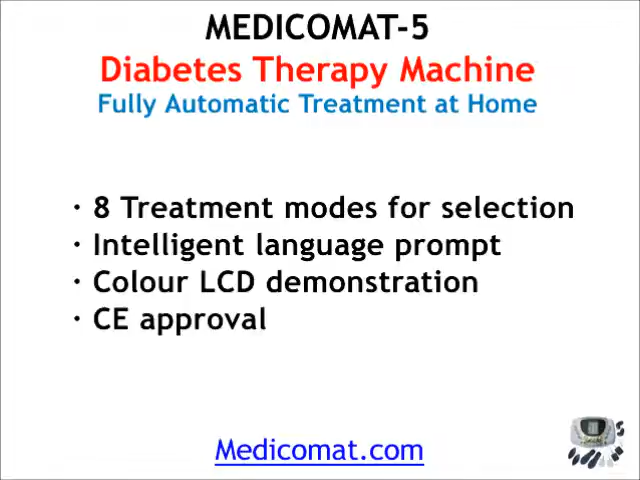 MEDICOMAT-5
Diabetes Therapy Machine
Fully Automatic Treatment at Home
· 8 Treatment modes for selection
· Intelligent language prompt
· Colour LCD demonstration
· CE approval
Medicomat.com